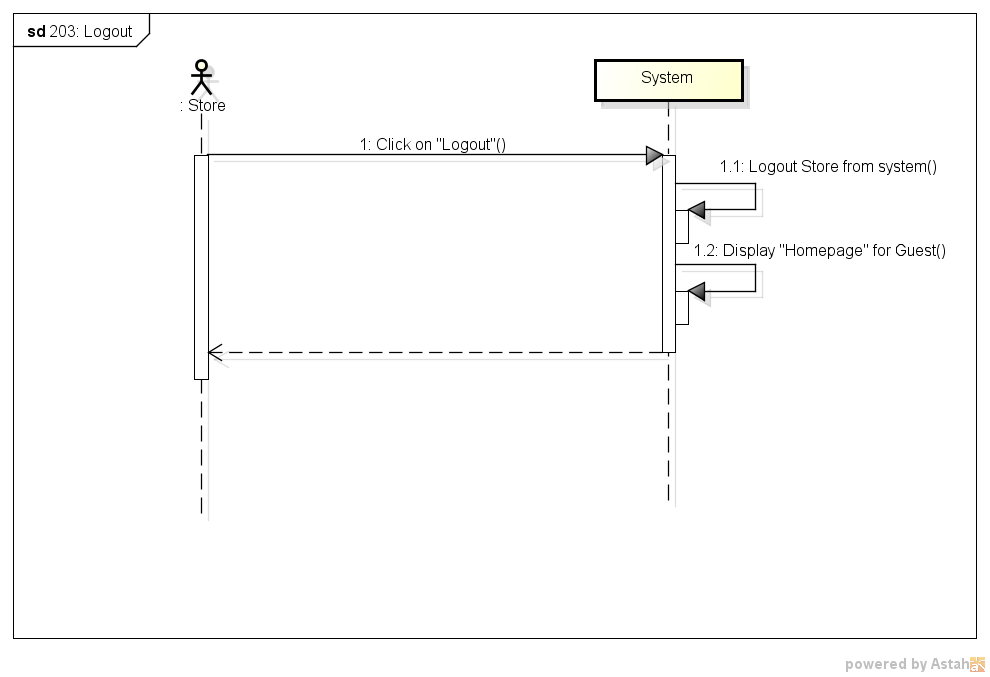 sd 203: Logout
: Store
System
1: Click on "Logout"()
1.1: Logout Store from system()
1.2: Display "Homepage" for Guest()
powered by Astah